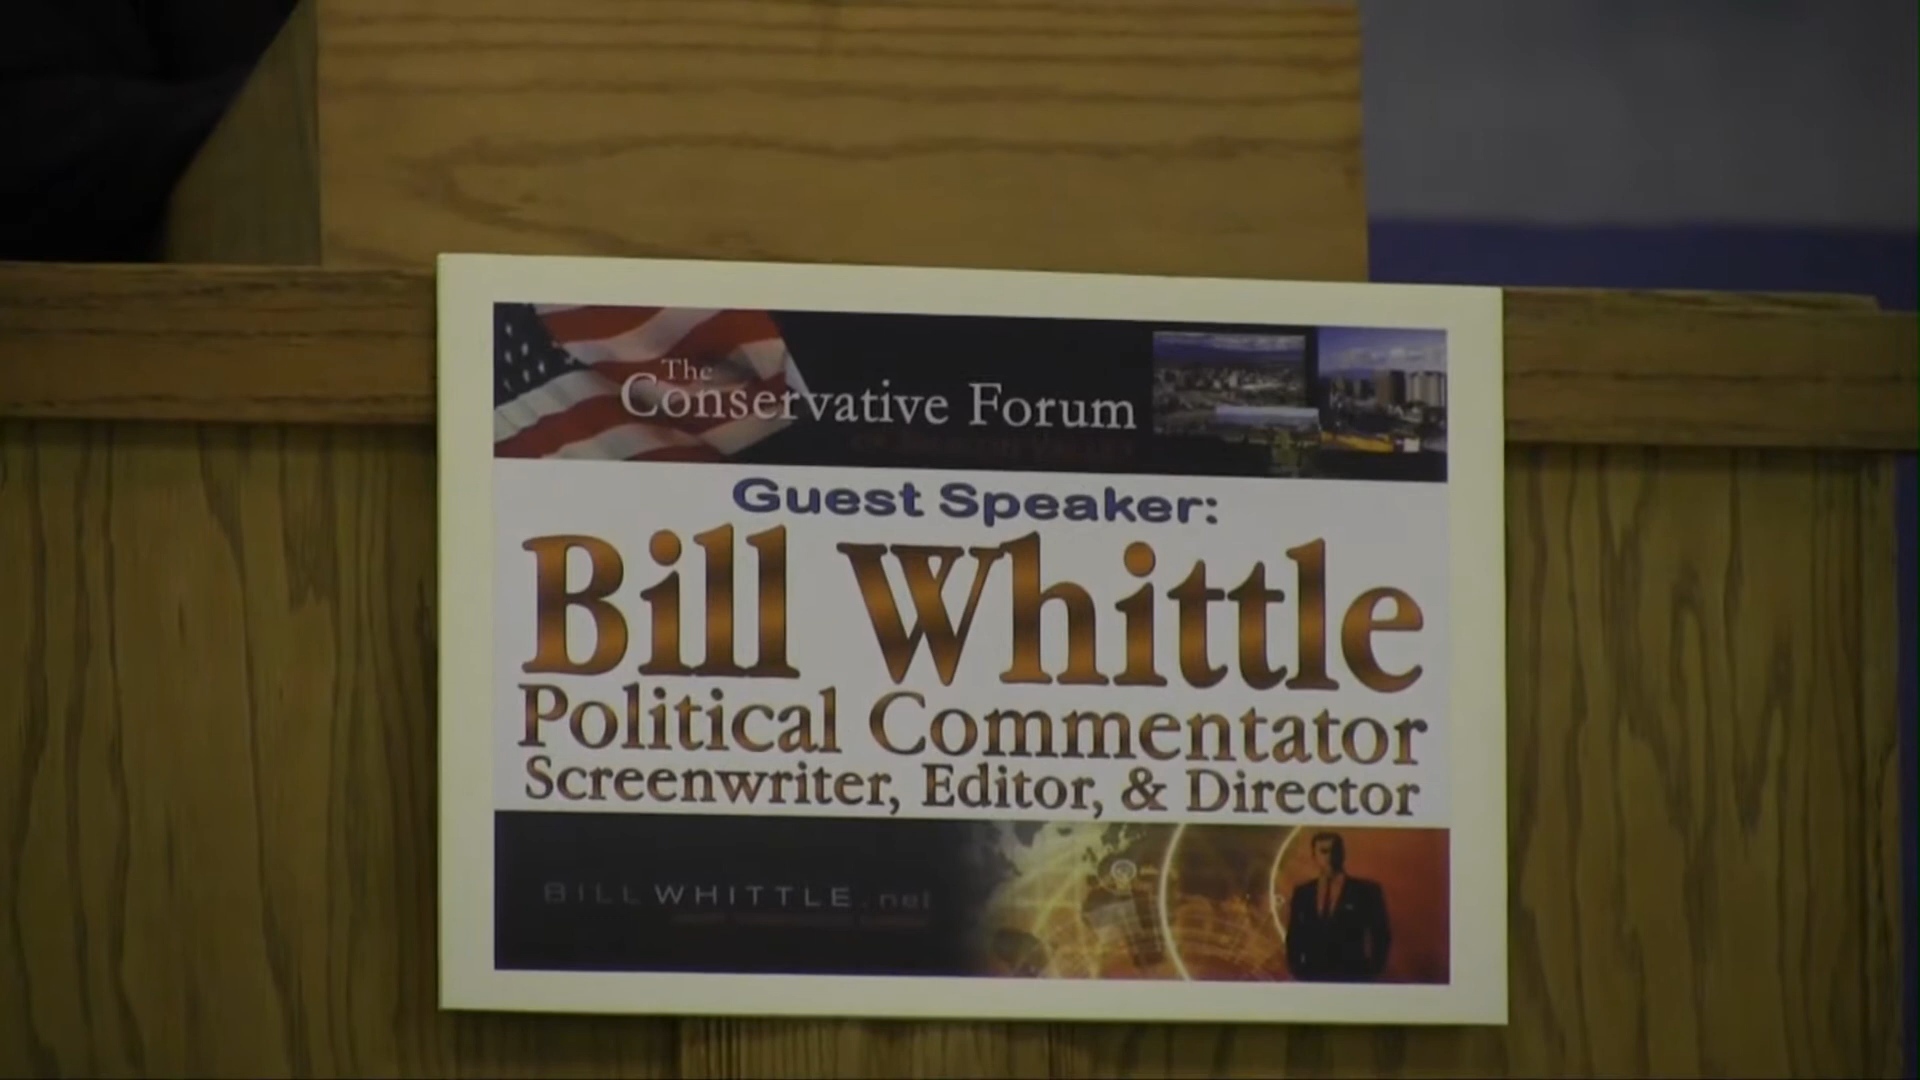 The
Conservative Forum
Guest Speaker:
Bill Whittle
Political Commentator
Screenwriter, Editor, & Director
BILLWHITTLE.net